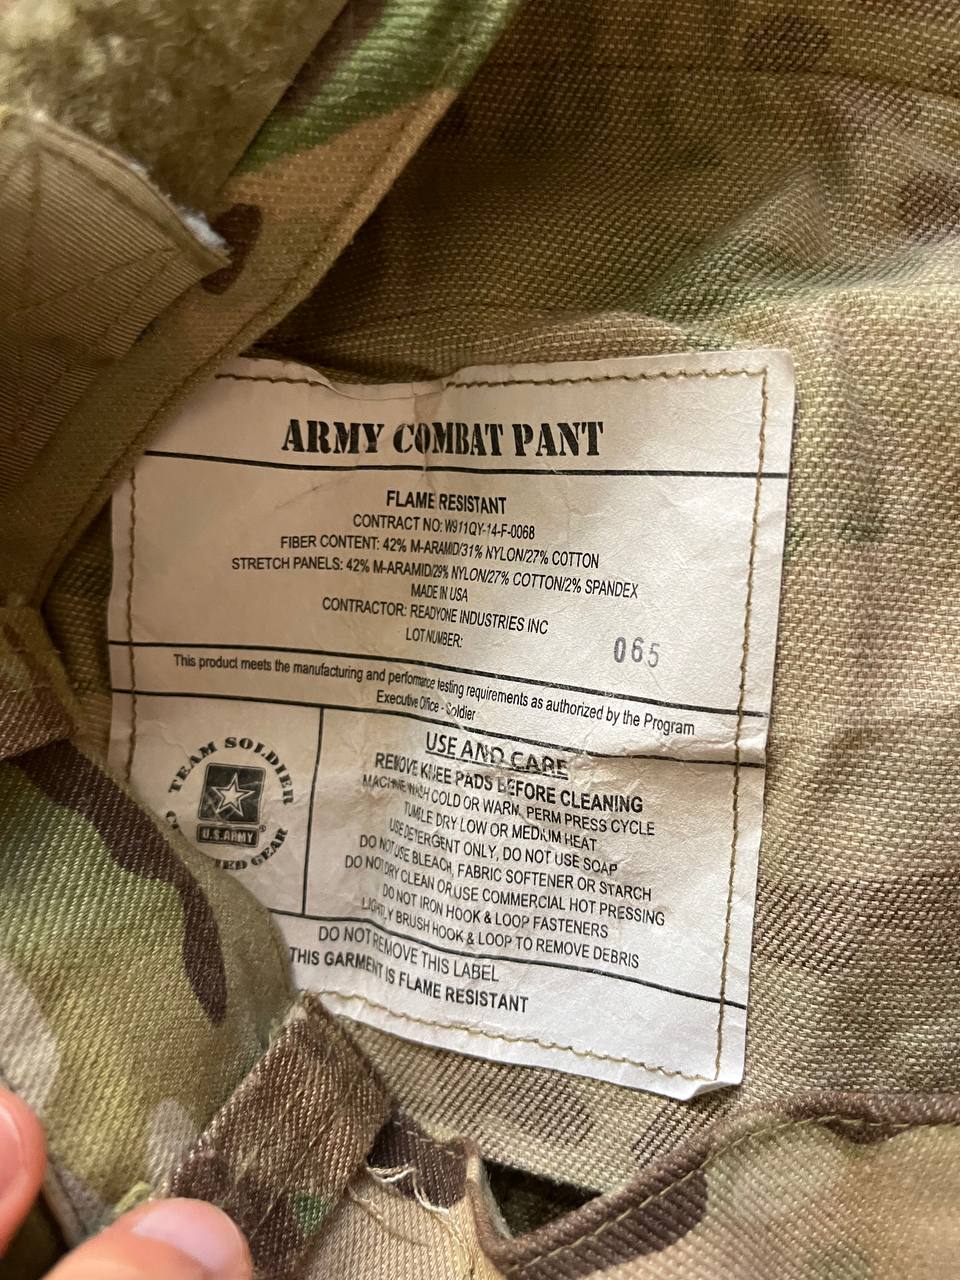 ARMY COMBAT PANT
FLAME RESISTANT
CONTRACT NO: W911QY-14-F-0068
FIBER CONTENT: 42% M-ARAMID/31% NYLON/27% COTTON
STRETCH PANELS: 42% M-ARAMID/29% NYLON/27% COTTON/2% SPANDEX
MADE IN USA
CONTRACTOR: READYONE INDUSTRIES INC
LOT NUMBER:
065
This product meets the manufacturing and performance testing requirements as authorized by the Program
Executive Office - Soldier
TEAM SOLDIER
U.S. ARMY
GEAR
USE AND CARE
REMOVE KNEE PADS BEFORE CLEANING
MACHINE WASH COLD OR WARM, PERM PRESS CYCLE
TUMBLE DRY LOW OR MEDIUM HEAT
USE DETERGENT ONLY, DO NOT USE SOAP
DO NOT USE BLEACH, FABRIC SOFTENER OR STARCH
DO NOT DRY CLEAN OR USE COMMERCIAL HOT PRESSING
DO NOT IRON HOOK & LOOP FASTENERS
LIGHTLY BRUSH HOOK & LOOP TO REMOVE DEBRIS
DO NOT REMOVE THIS LABEL
THIS GARMENT IS FLAME RESISTANT